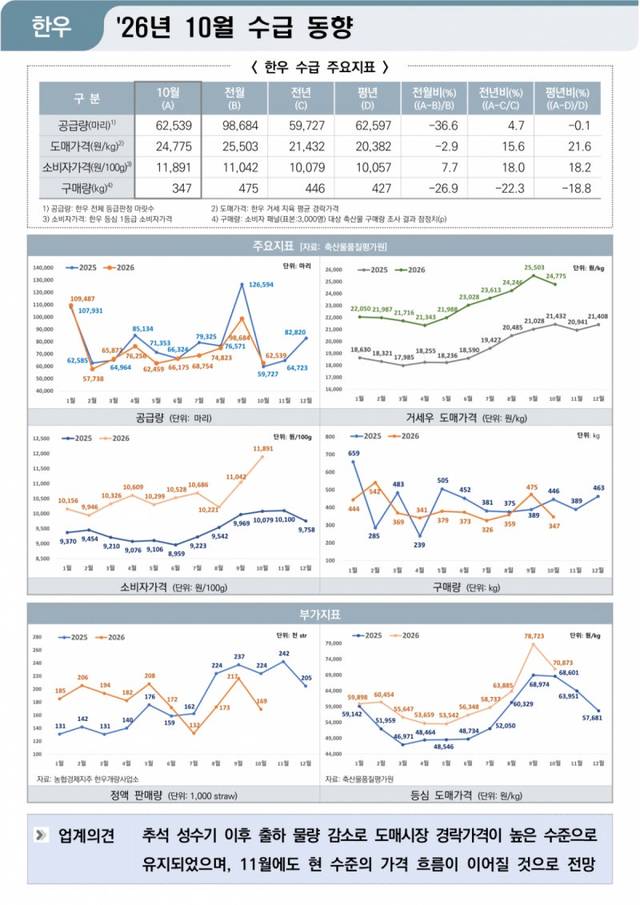 한우
'26년 10월 수급 동향
< 한우 수급 주요지표 >
구 분 10월 (A) 전월 (B) 전년 (C) 평년 (D) 전월비(%) ((A-B)/B) 전년비(%) ((A-C/C) 평년비(%) ((A-D)/D)
공급량(마리)1) 62,539 98,684 59,727 62,597 -36.6 4.7 -0.1
도매가격(원/kg)2) 24,775 25,503 21,432 20,382 -2.9 15.6 21.6
소비자가격(원/100g)3) 11,891 11,042 10,079 10,057 7.7 18.0 18.2
구매량(kg)4) 347 475 446 427 -26.9 -22.3 -18.8
1) 공급량: 한우 전체 등급판정 마릿수 2) 도매가격: 한우 거세 지육 평균 경락가격
3) 소비자가격: 한우 등심 1등급 소비자가격 4) 구매량: 소비자 패널(표본:3,000명) 대상 축산물 구매량 조사 결과 잠정치(p)
주요지표 [자료: 축산물품질평가원]
2025 2026 단위: 마리
140,000
130,000
120,000
110,000
100,000
90,000
80,000
70,000
60,000
50,000
40,000
109,487
107,931
62,585
57,738
65,877
64,964
85,134
76,250
71,353
62,459
66,324
66,175
79,325
68,754
76,571
74,823
126,594
98,684
62,539
59,727
64,723
82,820
1월 2월 3월 4월 5월 6월 7월 8월 9월 10월 11월 12월
공급량 (단위: 마리)
2025 2026 단위: 원/kg
26,000
25,000
24,000
23,000
22,000
21,000
20,000
19,000
18,000
17,000
16,000
22,050 21,987 21,716 21,343 21,988 23,028 23,613 24,246 25,503 24,775
18,630 18,321 17,985 18,255 18,236 18,590 19,422 20,485 21,028 21,432 20,941 21,408
1월 2월 3월 4월 5월 6월 7월 8월 9월 10월 11월 12월
거세우 도매가격 (단위: 원/kg)
2025 2026 단위: 원/100g
12,500
11,500
10,500
9,500
8,500
10,156 9,946 10,326 10,609 10,299 10,528 10,686 10,221 11,042 11,891
9,370 9,454 9,210 9,076 9,106 8,959 9,223 9,542 9,969 10,079 10,100 9,758
1월 2월 3월 4월 5월 6월 7월 8월 9월 10월 11월 12월
소비자가격 (단위: 원/100g)
2025 2026 단위: kg
800
700
600
500
400
300
200
100
0
659 285 483 239 505 452 381 375 389 446 389 463
444 542 369 341 379 373 326 359 475 347
1월 2월 3월 4월 5월 6월 7월 8월 9월 10월 11월 12월
구매량 (단위: kg)
부가지표
2025 2026 단위: 천 str
280
260
240
220
200
180
160
140
120
100
185 206 194 182 208 172 132 173 217 169
131 142 131 140 176 159 162 224 237 224 242 205
1월 2월 3월 4월 5월 6월 7월 8월 9월 10월 11월 12월
자료: 농협경제지주 한우개량사업소
정액 판매량 (단위: 1,000 straw)
2025 2026 단위: 원/kg
79,000
74,000
69,000
64,000
59,000
54,000
49,000
44,000
59,898 60,454 55,647 53,659 53,542 56,348 58,737 63,885 78,723 70,873
59,142 51,959 46,971 48,464 48,546 48,734 52,050 60,329 68,974 68,601 63,951 57,681
1월 2월 3월 4월 5월 6월 7월 8월 9월 10월 11월 12월
자료: 축산물품질평가원
등심 도매가격 (단위: 원/kg)
업계의견
추석 성수기 이후 출하 물량 감소로 도매시장 경락가격이 높은 수준으로
유지되었으며, 11월에도 현 수준의 가격 흐름이 이어질 것으로 전망